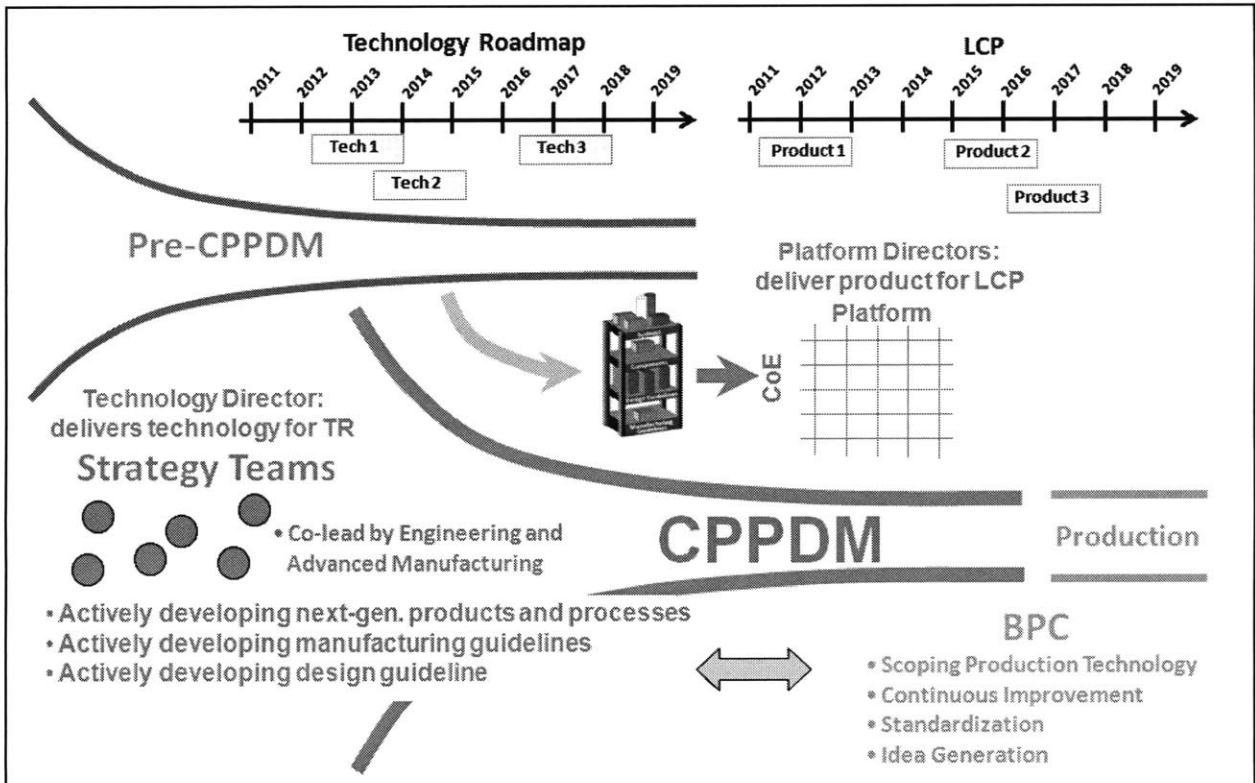 Technology Roadmap
2011 2012 2013 2014 2015 2016 2017 2018 2019
Tech 1
Tech 3
Tech 2
LCP
2011 2012 2013 2014 2015 2016 2017 2018 2019
Product 1
Product 2
Product 3
Pre-CPPDM
Platform Directors:
deliver product for LCP
Platform
CoE
Components
Technology Director:
delivers technology for TR
Strategy Teams
• Co-lead by Engineering and
Advanced Manufacturing
• Actively developing next-gen. products and processes
• Actively developing manufacturing guidelines
• Actively developing design guideline
CPPDM
Production
BPC
• Scoping Production Technology
• Continuous Improvement
• Standardization
• Idea Generation